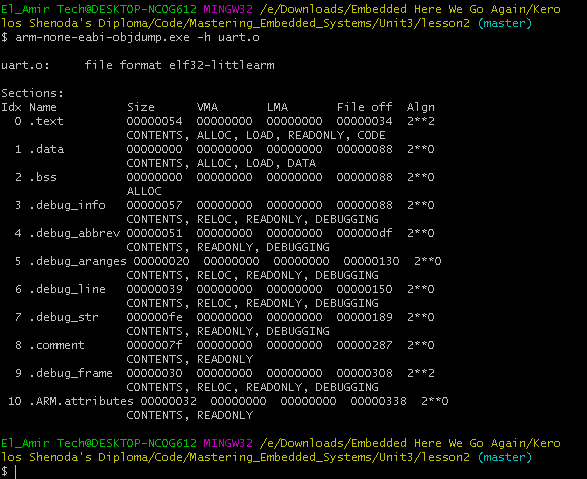 El_Amir Tech@DESKTOP-NCOG612 MINGW32 /e/Downloads/Embedded Here We Go Again/Kero
los Shenoda's Diploma/Code/Mastering_Embedded_Systems/Unit3/lesson2 (master)
$ arm-none-eabi-objdump.exe -h uart.o

uart.o:     file format elf32-littlearm

Sections:
Idx Name          Size      VMA       LMA       File off  Algn
  0 .text         00000054  00000000  00000000  00000034  2**2
                  CONTENTS, ALLOC, LOAD, READONLY, CODE
  1 .data         00000000  00000000  00000000  00000088  2**0
                  CONTENTS, ALLOC, LOAD, DATA
  2 .bss          00000000  00000000  00000000  00000088  2**0
                  ALLOC
  3 .debug_info   00000057  00000000  00000000  00000088  2**0
                  CONTENTS, RELOC, READONLY, DEBUGGING
  4 .debug_abbrev 00000051  00000000  00000000  000000df  2**0
                  CONTENTS, READONLY, DEBUGGING
  5 .debug_aranges 00000020  00000000  00000000  00000130  2**0
                  CONTENTS, RELOC, READONLY, DEBUGGING
  6 .debug_line   00000039  00000000  00000000  00000150  2**0
                  CONTENTS, RELOC, READONLY, DEBUGGING
  7 .debug_str    000000fe  00000000  00000000  00000189  2**0
                  CONTENTS, READONLY, DEBUGGING
  8 .comment      0000007f  00000000  00000000  00000287  2**0
                  CONTENTS, READONLY
  9 .debug_frame  00000030  00000000  00000000  00000308  2**2
                  CONTENTS, RELOC, READONLY, DEBUGGING
 10 .ARM.attributes 00000032  00000000  00000000  00000338  2**0
                  CONTENTS, READONLY

El_Amir Tech@DESKTOP-NCOG612 MINGW32 /e/Downloads/Embedded Here We Go Again/Kero
los Shenoda's Diploma/Code/Mastering_Embedded_Systems/Unit3/lesson2 (master)
$